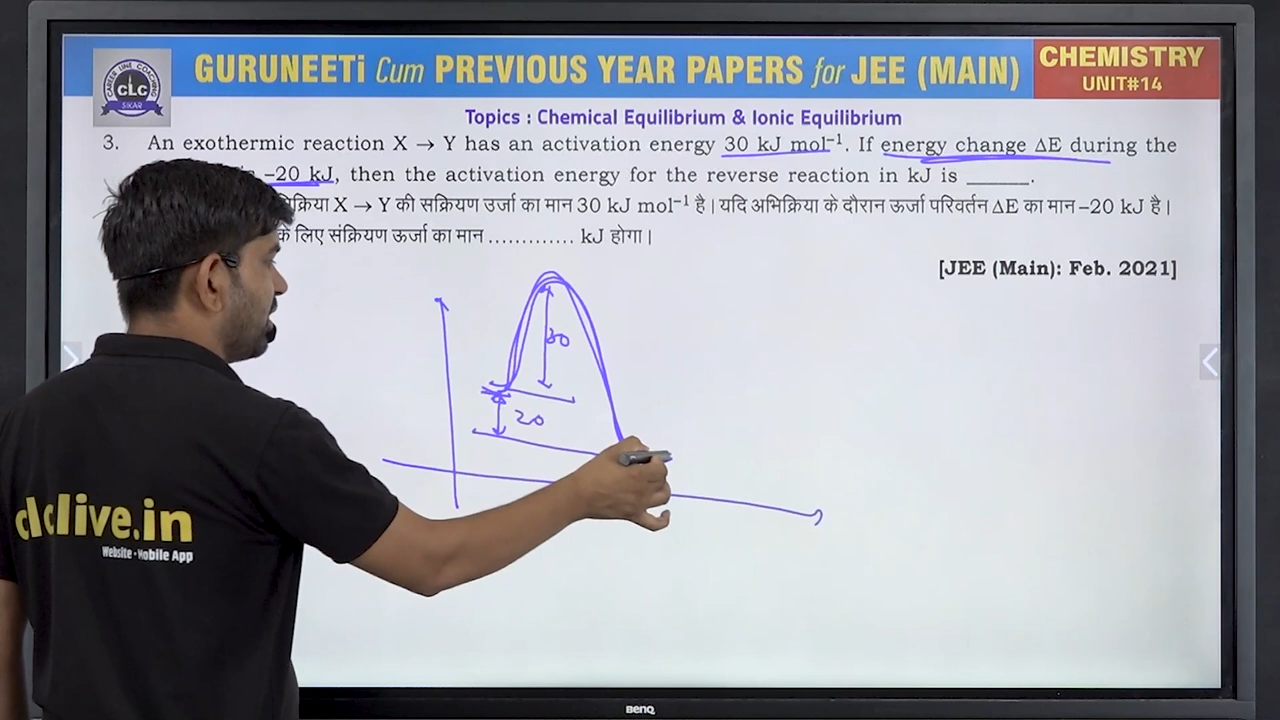 GURUNEETi Cum PREVIOUS YEAR PAPERS for JEE (MAIN)
CHEMISTRY
UNIT#14
CAREER LINE COACHING
CLC
SIKAR
Topics : Chemical Equilibrium & Ionic Equilibrium
3. An exothermic reaction X → Y has an activation energy 30 kJ mol⁻¹. If energy change ΔE during the
–20 kJ, then the activation energy for the reverse reaction in kJ is ______.
X → Y की सक्रियण उर्जा का मान 30 kJ mol⁻¹ है। यदि अभिक्रिया के दौरान ऊर्जा परिवर्तन ΔE का मान –20 kJ है।
के लिए संक्रियण ऊर्जा का मान ............. kJ होगा।
[JEE (Main): Feb. 2021]
30
20
clclive.in
Website - Mobile App
BenQ